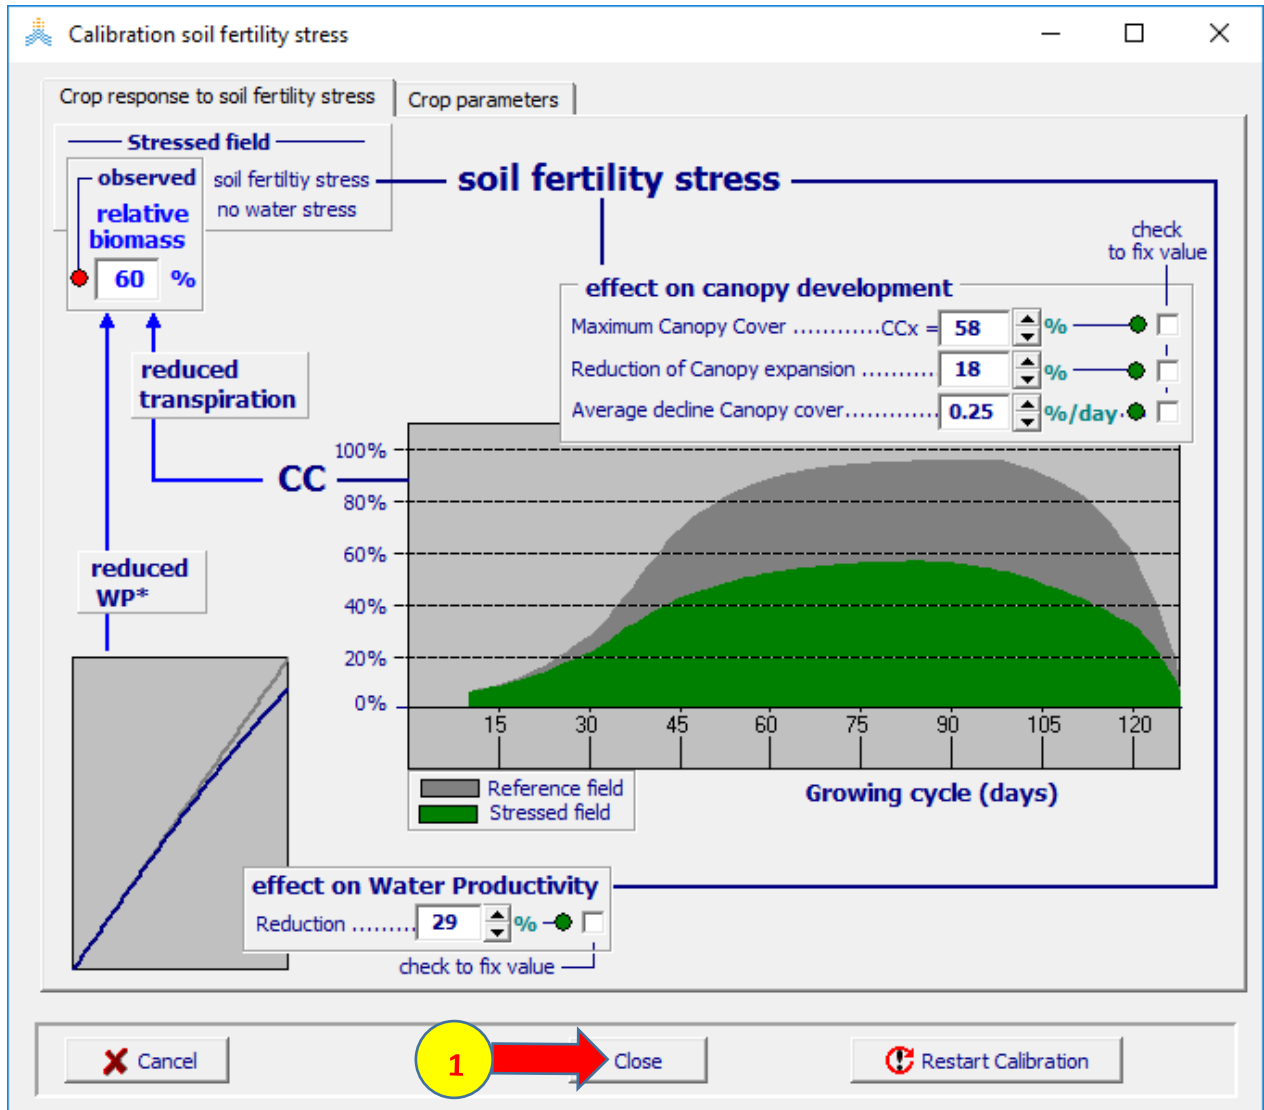 Calibration soil fertility stress
Crop response to soil fertility stress
Crop parameters
Stressed field
observed
soil fertiltiy stress
no water stress
relative
biomass
60 %
soil fertility stress
check
to fix value
effect on canopy development
Maximum Canopy Cover ............CCx = 58 %
Reduction of Canopy expansion .......... 18 %
Average decline Canopy cover............. 0.25 %/day
reduced
transpiration
CC
100%
80%
60%
40%
20%
0%
reduced
WP*
15 30 45 60 75 90 105 120
Growing cycle (days)
Reference field
Stressed field
effect on Water Productivity
Reduction ......... 29 %
check to fix value
Cancel
1
Close
Restart Calibration